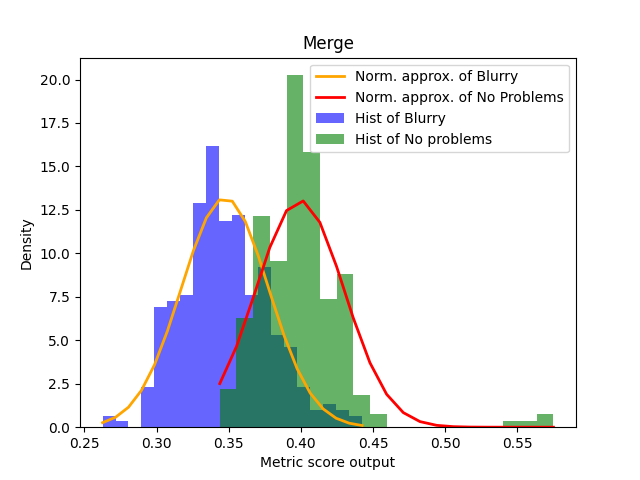 Merge
Norm. approx. of Blurry
Norm. approx. of No Problems
Hist of Blurry
Hist of No problems
Density
20.0
17.5
15.0
12.5
10.0
7.5
5.0
2.5
0.0
0.25 0.30 0.35 0.40 0.45 0.50 0.55
Metric score output